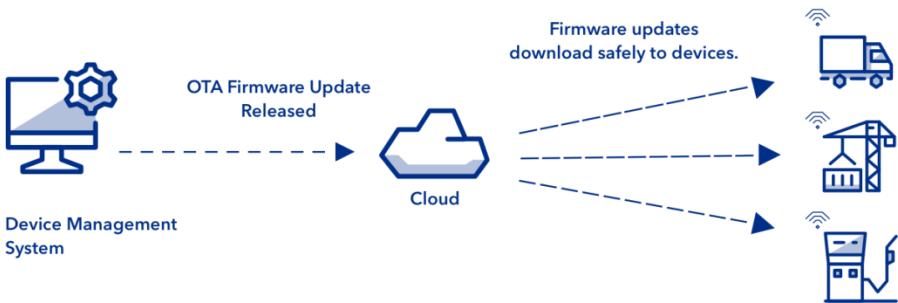 Firmware updates
download safely to devices.
OTA Firmware Update
Released
Cloud
Device Management
System